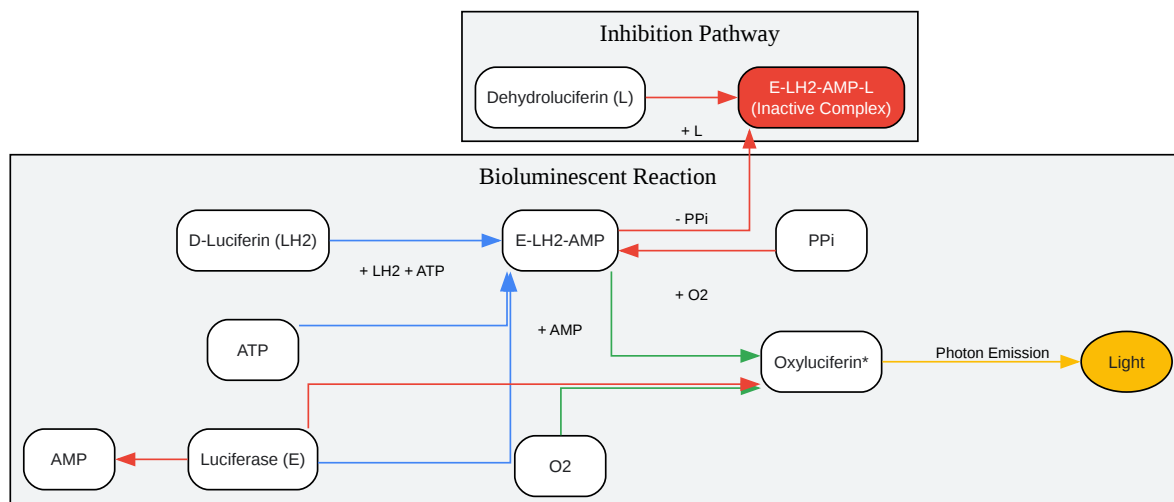 Inhibition Pathway
Dehydroluciferin (L)
E-LH2-AMP-L
(Inactive Complex)
+ L
Bioluminescent Reaction
D-Luciferin (LH2)
E-LH2-AMP
- PPi
PPi
+ LH2 + ATP
+ O2
+ AMP
ATP
Oxyluciferin*
Photon Emission
Light
AMP
Luciferase (E)
O2